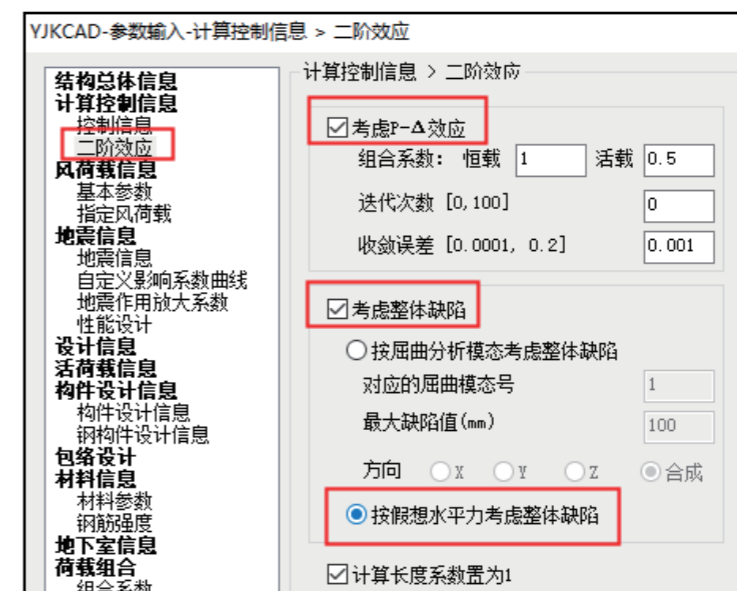 YJKCAD-参数输入-计算控制信息 > 二阶效应
结构总体信息
计算控制信息
控制信息
二阶效应
风荷载信息
基本参数
指定风荷载
地震信息
地震信息
自定义影响系数曲线
地震作用放大系数
性能设计
设计信息
活荷载信息
构件设计信息
构件设计信息
钢构件设计信息
包络设计
材料信息
材料参数
钢筋强度
地下室信息
荷载组合
组合系数
计算控制信息 > 二阶效应
考虑P-Δ效应
组合系数: 恒载 1 活载 0.5
迭代次数 [0,100] 0
收敛误差 [0.0001, 0.2] 0.001
考虑整体缺陷
按屈曲分析模态考虑整体缺陷
对应的屈曲模态号 1
最大缺陷值(mm) 100
方向 X Y Z 合成
按假想水平力考虑整体缺陷
计算长度系数置为1